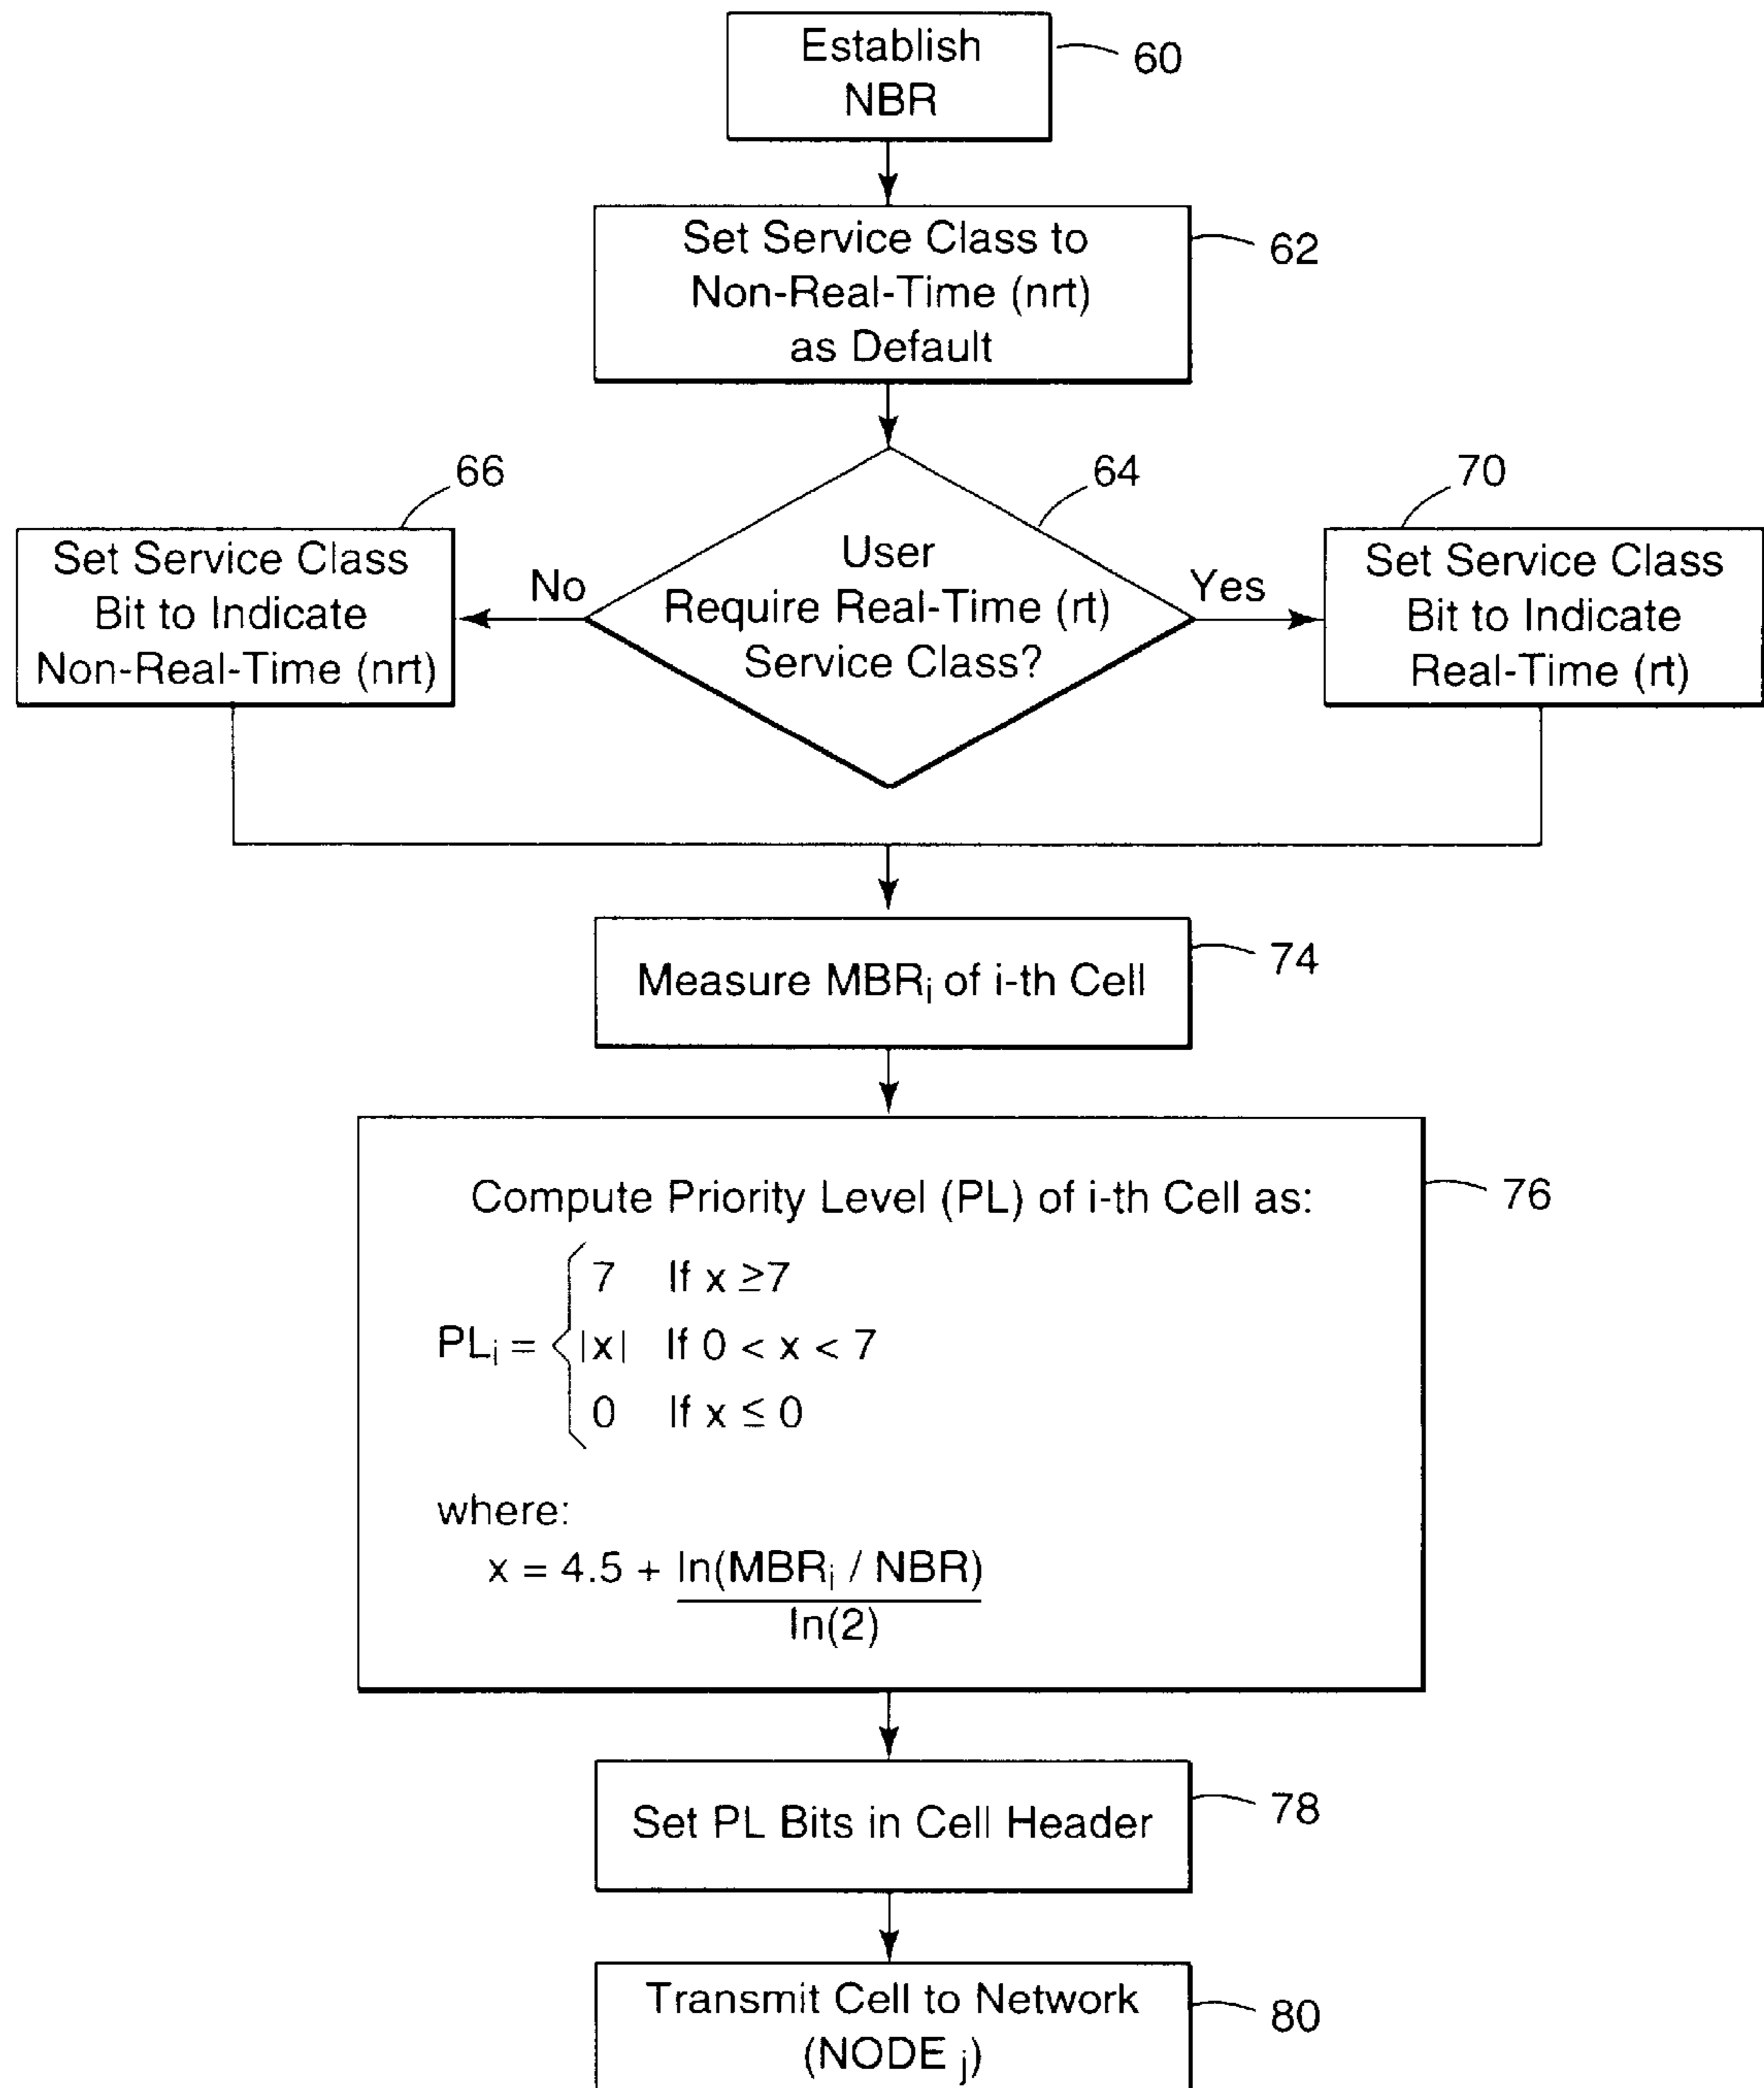 Establish
NBR
60
Set Service Class to
Non-Real-Time (nrt)
as Default
62
66
64
70
Set Service Class
Bit to Indicate
Non-Real-Time (nrt)
No
User
Require Real-Time (rt)
Service Class?
Yes
Set Service Class
Bit to Indicate
Real-Time (rt)
Measure MBRi of i-th Cell
74
Compute Priority Level (PL) of i-th Cell as:
76
7 If x ≥7
PLi = |x| If 0 < x < 7
0 If x ≤ 0
where:
x = 4.5 + ln(MBRi / NBR)
ln(2)
Set PL Bits in Cell Header
78
Transmit Cell to Network
(NODE j)
80